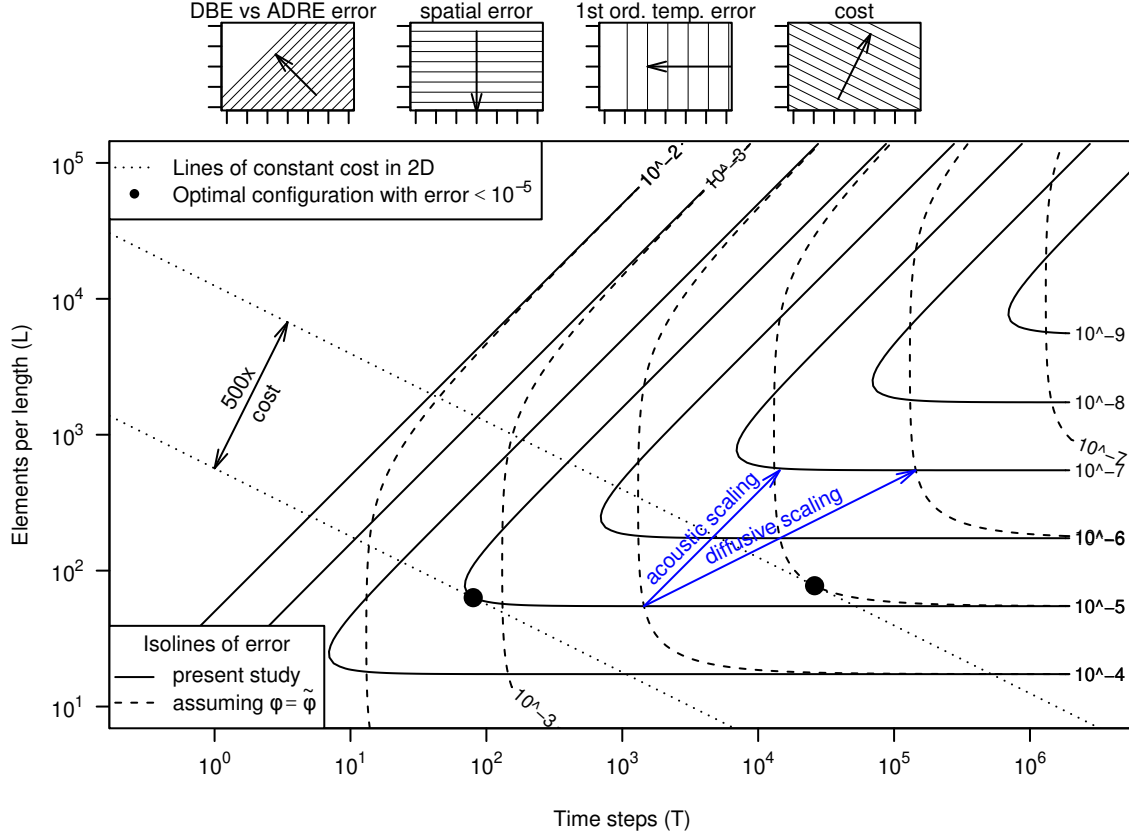 DBE vs ADRE error
spatial error
1st ord. temp. error
cost
Lines of constant cost in 2D
Optimal configuration with error < 10^−5
10^−2
10^−3
10^5
10^4
10^3
10^2
10^1
Elements per length (L)
500x
cost
10^−9
10^−8
10^−7
10^−7
10^−6
10^−5
10^−4
10^−3
acoustic scaling
diffusive scaling
Isolines of error
present study
assuming φ = φ̃
10^0
10^1
10^2
10^3
10^4
10^5
10^6
Time steps (T)